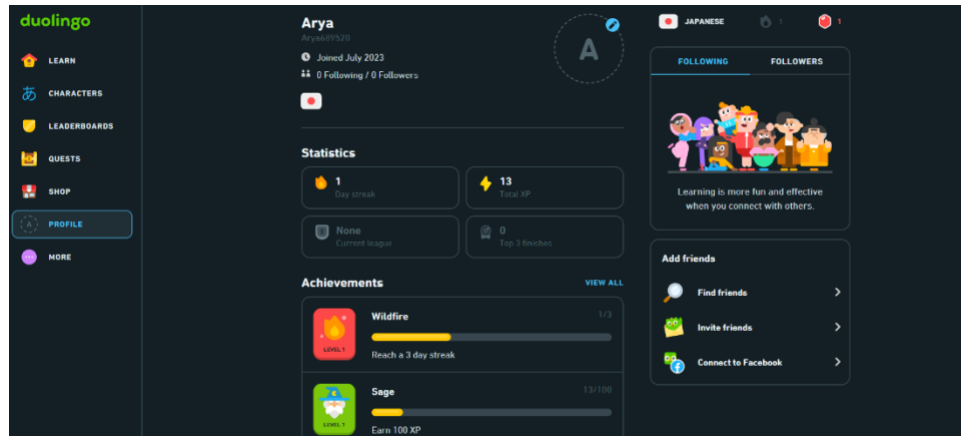 duolingo
LEARN
あ CHARACTERS
LEADERBOARDS
QUESTS
SHOP
A PROFILE
MORE
Arya
Arya689520
Joined July 2023
0 Following / 0 Followers
A
Statistics
1
Day streak
13
Total XP
None
Current league
0
Top 3 finishes
Achievements VIEW ALL
Wildfire 1/3
LEVEL 1
Reach a 3 day streak
Sage 13/100
LEVEL 1
Earn 100 XP
JAPANESE 1 1
FOLLOWING FOLLOWERS
Learning is more fun and effective
when you connect with others.
Add friends
Find friends
Invite friends
Connect to Facebook